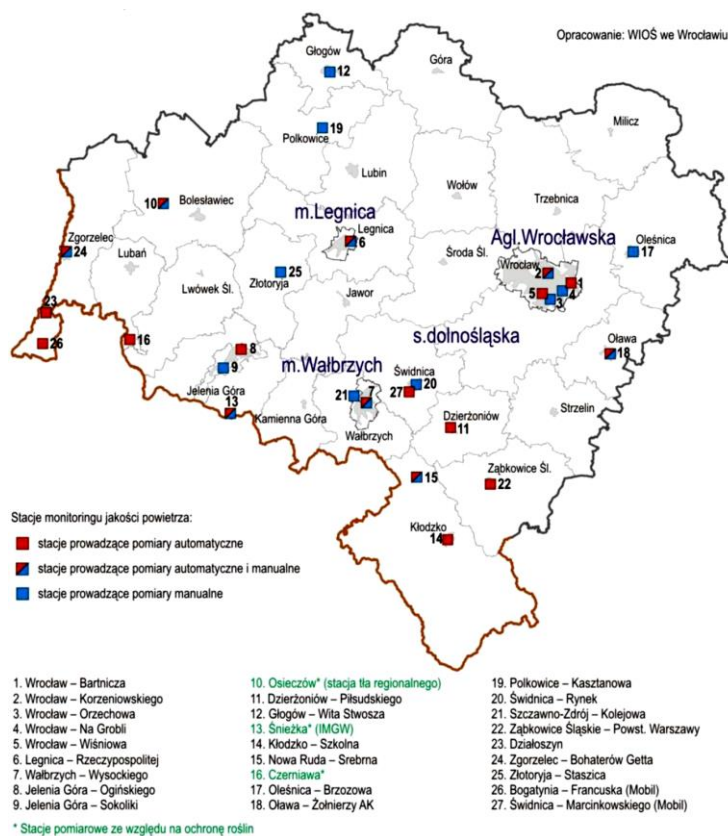 Opracowanie: WIOŚ we Wrocławiu
Głogów
12
Góra
19
Polkowice
Milicz
Lubin
Wołów
Trzebnica
10
Bolesławiec
m.Legnica
Legnica
6
Agl.Wrocławska
Oleśnica
17
Zgorzelec
24
Lubań
25
Złotoryja
Środa Śl.
Wrocław
2
1
5
4
3
Lwówek Śl.
Jawor
23
26
16
8
9
s.dolnośląska
Oława
18
m.Wałbrzych
Świdnica
20
27
Jelenia Góra
13
Kamienna Góra
21
7
Wałbrzych
Dzierżoniów
11
Strzelin
15
Ząbkowice Śl.
22
Kłodzko
14
Stacje monitoringu jakości powietrza:
stacje prowadzące pomiary automatyczne
stacje prowadzące pomiary automatyczne i manualne
stacje prowadzące pomiary manualne
1. Wrocław – Bartnicza
2. Wrocław – Korzeniowskiego
3. Wrocław – Orzechowa
4. Wrocław – Na Grobli
5. Wrocław – Wiśniowa
6. Legnica – Rzeczypospolitej
7. Wałbrzych – Wysockiego
8. Jelenia Góra – Ogińskiego
9. Jelenia Góra – Sokoliki
10. Osieczów* (stacja tła regionalnego)
11. Dzierżoniów – Piłsudskiego
12. Głogów – Wita Stwosza
13. Śnieżka* (IMGW)
14. Kłodzko – Szkolna
15. Nowa Ruda – Srebrna
16. Czerniawa*
17. Oleśnica – Brzozowa
18. Oława – Żołnierzy AK
19. Polkowice – Kasztanowa
20. Świdnica – Rynek
21. Szczawno-Zdrój – Kolejowa
22. Ząbkowice Śląskie – Powst. Warszawy
23. Działoszyn
24. Zgorzelec – Bohaterów Getta
25. Złotoryja – Staszica
26. Bogatynia – Francuska (Mobil)
27. Świdnica – Marcinkowskiego (Mobil)
* Stacje pomiarowe ze względu na ochronę roślin